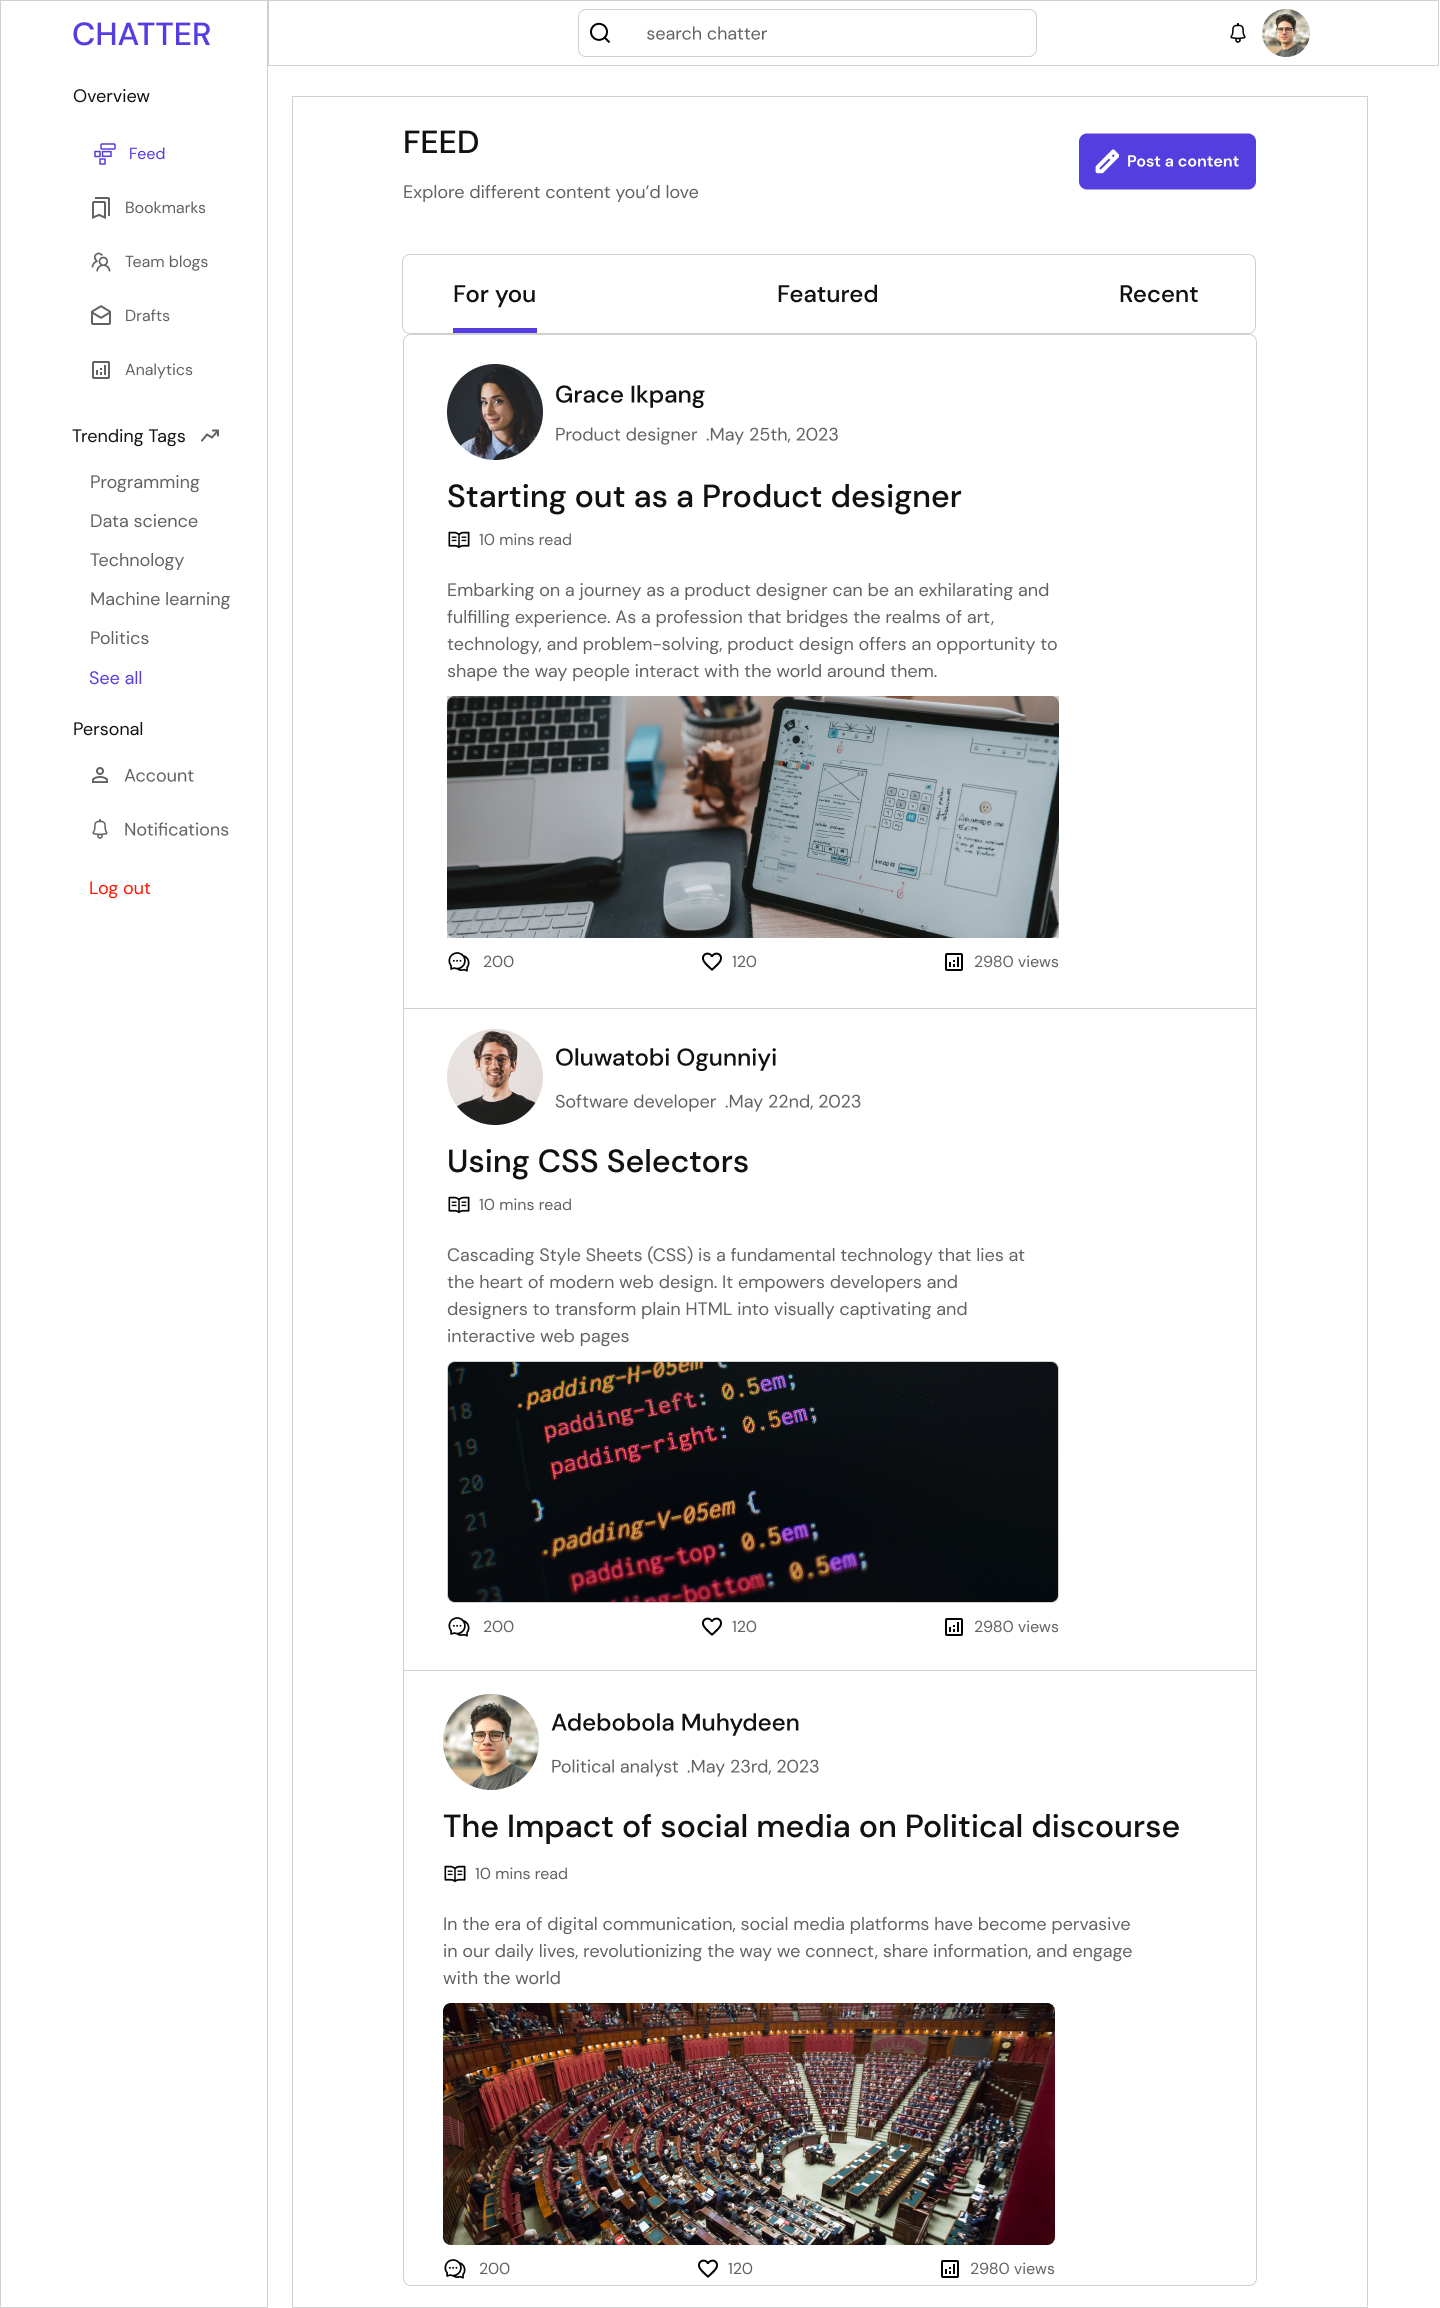 CHATTER
search chatter
Overview
Feed
Bookmarks
Team blogs
Drafts
Analytics
Trending Tags
Programming
Data science
Technology
Machine learning
Politics
See all
Personal
Account
Notifications
Log out
FEED
Explore different content you’d love
Post a content
For you
Featured
Recent
Grace Ikpang
Product designer .May 25th, 2023
Starting out as a Product designer
10 mins read
Embarking on a journey as a product designer can be an exhilarating and
fulfilling experience. As a profession that bridges the realms of art,
technology, and problem-solving, product design offers an opportunity to
shape the way people interact with the world around them.
200
120
2980 views
Oluwatobi Ogunniyi
Software developer .May 22nd, 2023
Using CSS Selectors
10 mins read
Cascading Style Sheets (CSS) is a fundamental technology that lies at
the heart of modern web design. It empowers developers and
designers to transform plain HTML into visually captivating and
interactive web pages
17 }
18 .padding-H-05em {
19 padding-left: 0.5em;
20 padding-right: 0.5em;
21 }
22 .padding-V-05em {
23 padding-top: 0.5em;
padding-bottom: 0.5em;
200
120
2980 views
Adebobola Muhydeen
Political analyst .May 23rd, 2023
The Impact of social media on Political discourse
10 mins read
In the era of digital communication, social media platforms have become pervasive
in our daily lives, revolutionizing the way we connect, share information, and engage
with the world
200
120
2980 views